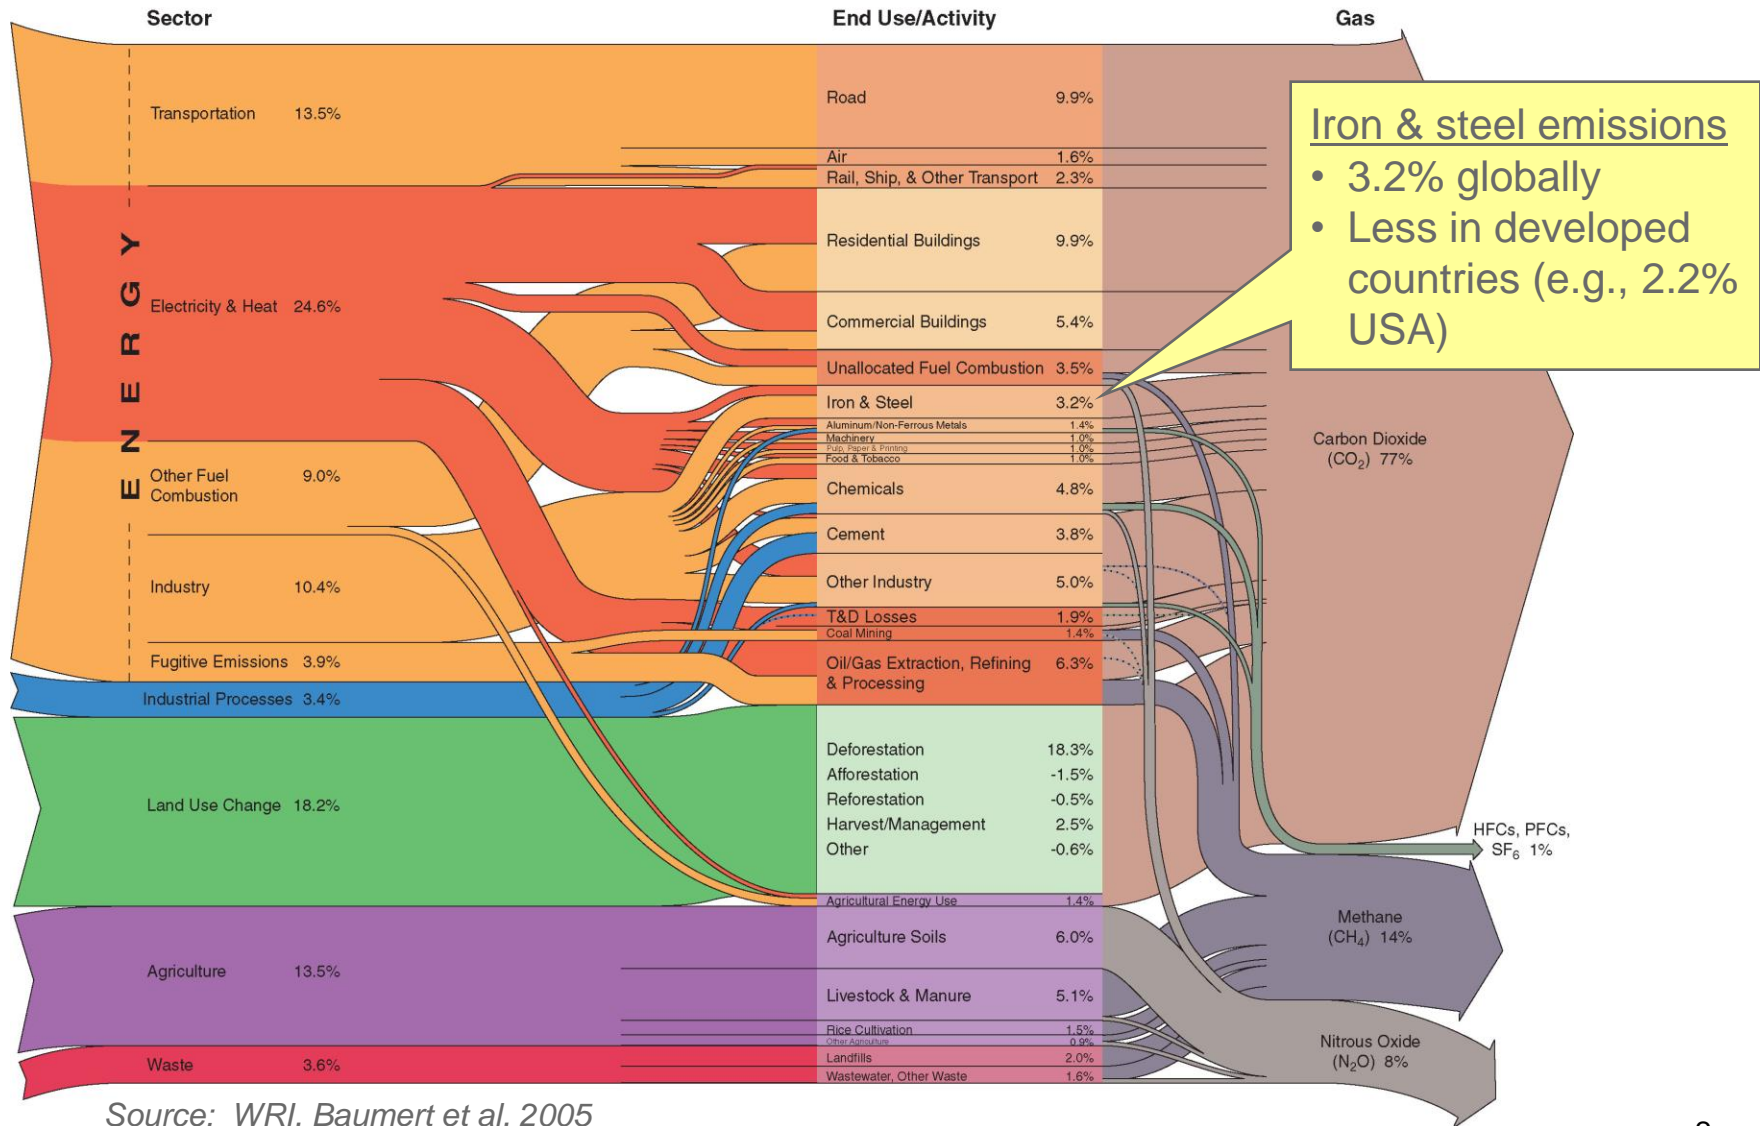 Sector
End Use/Activity
Gas
ENERGY
Transportation 13.5%
Electricity & Heat 24.6%
Other Fuel
Combustion 9.0%
Industry 10.4%
Fugitive Emissions 3.9%
Industrial Processes 3.4%
Land Use Change 18.2%
Agriculture 13.5%
Waste 3.6%
Road 9.9%
Air 1.6%
Rail, Ship, & Other Transport 2.3%
Residential Buildings 9.9%
Commercial Buildings 5.4%
Unallocated Fuel Combustion 3.5%
Iron & Steel 3.2%
Aluminum/Non-Ferrous Metals 1.4%
Machinery 1.0%
Pulp, Paper & Printing 1.0%
Food & Tobacco 1.0%
Chemicals 4.8%
Cement 3.8%
Other Industry 5.0%
T&D Losses 1.9%
Coal Mining 1.4%
Oil/Gas Extraction, Refining 6.3%
& Processing
Deforestation 18.3%
Afforestation -1.5%
Reforestation -0.5%
Harvest/Management 2.5%
Other -0.6%
Agricultural Energy Use 1.4%
Agriculture Soils 6.0%
Livestock & Manure 5.1%
Rice Cultivation 1.5%
Other Agriculture 0.9%
Landfills 2.0%
Wastewater, Other Waste 1.6%
Iron & steel emissions
• 3.2% globally
• Less in developed
countries (e.g., 2.2%
USA)
Carbon Dioxide
(CO₂) 77%
HFCs, PFCs,
SF₆ 1%
Methane
(CH₄) 14%
Nitrous Oxide
(N₂O) 8%
Source: WRI, Baumert et al. 2005